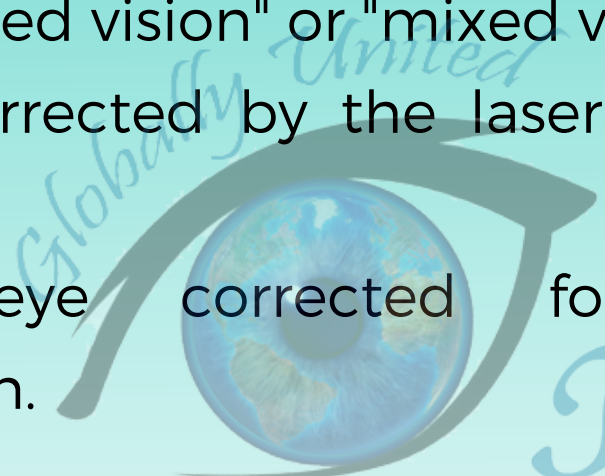 ed vision" or "mixed v
Globally United
rrected by the laser
eye corrected fo
n.